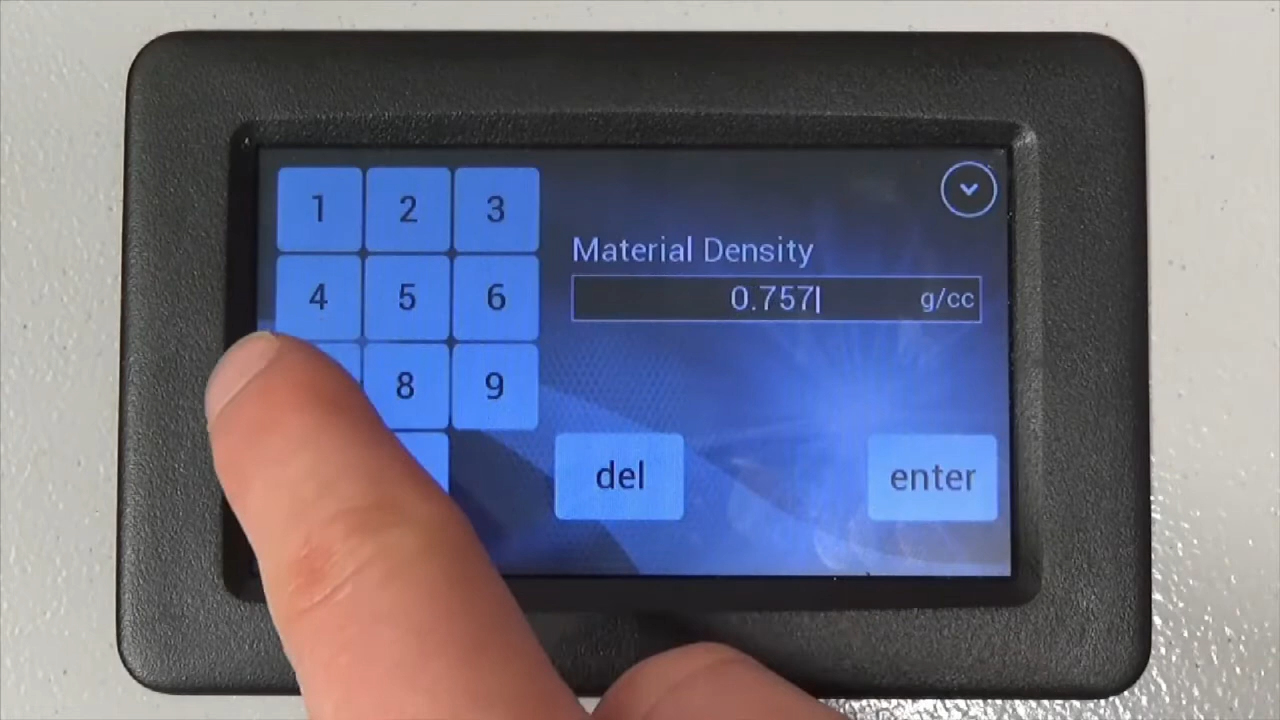 1 2 3
Material Density
4 5 6
0.757 g/cc
8 9
del
enter